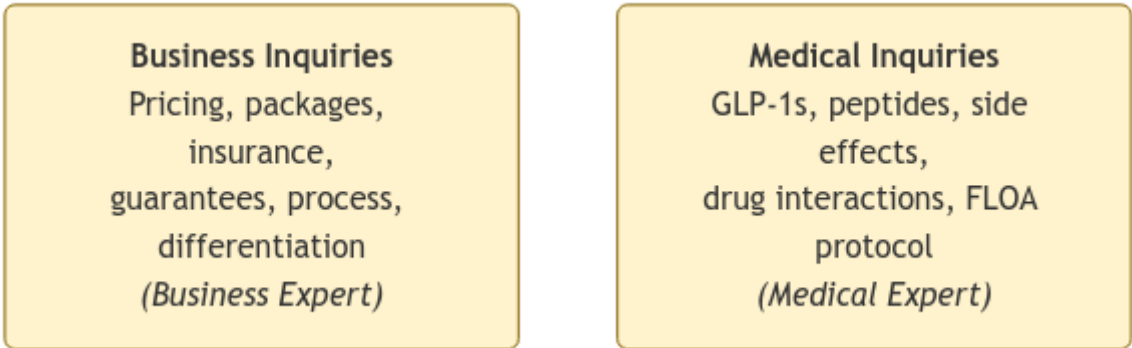 Business Inquiries
Pricing, packages,
insurance,
guarantees, process,
differentiation
(Business Expert)
Medical Inquiries
GLP-1s, peptides, side
effects,
drug interactions, FLOA
protocol
(Medical Expert)